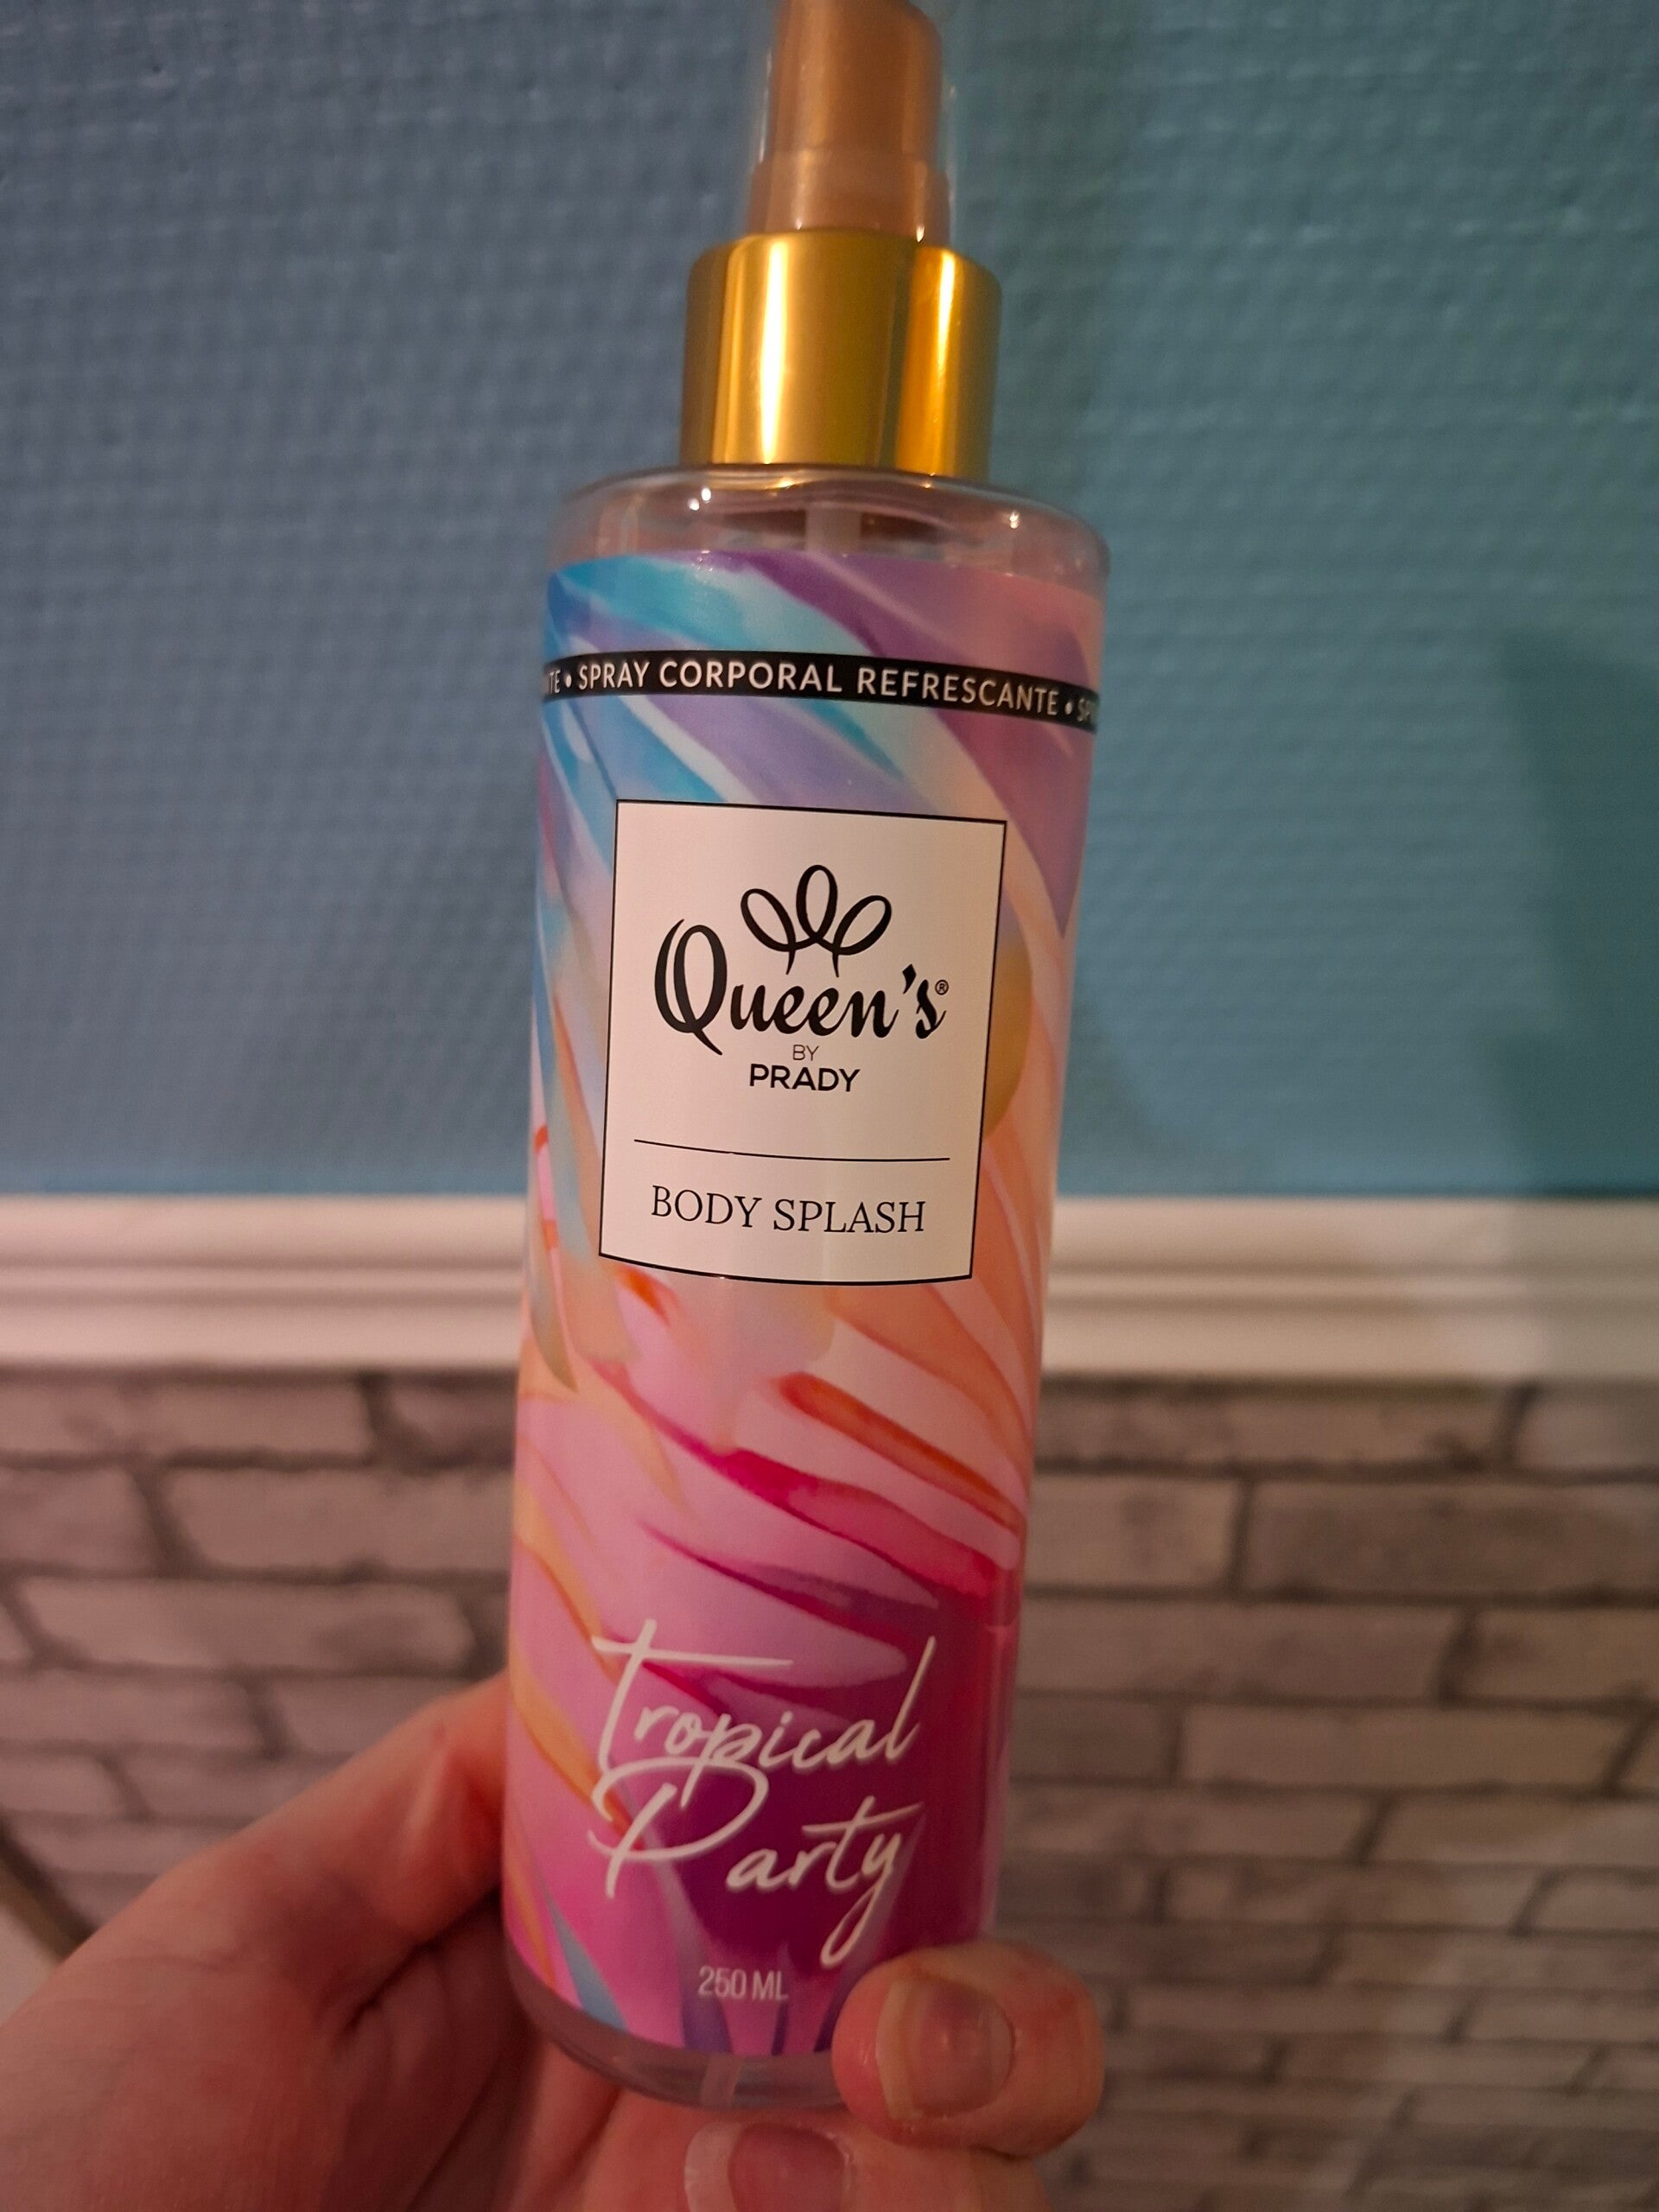 SPRAY CORPORAL REFRESCANTE •
Queen's®
BY
PRADY
BODY SPLASH
Tropical
Party
250 ML